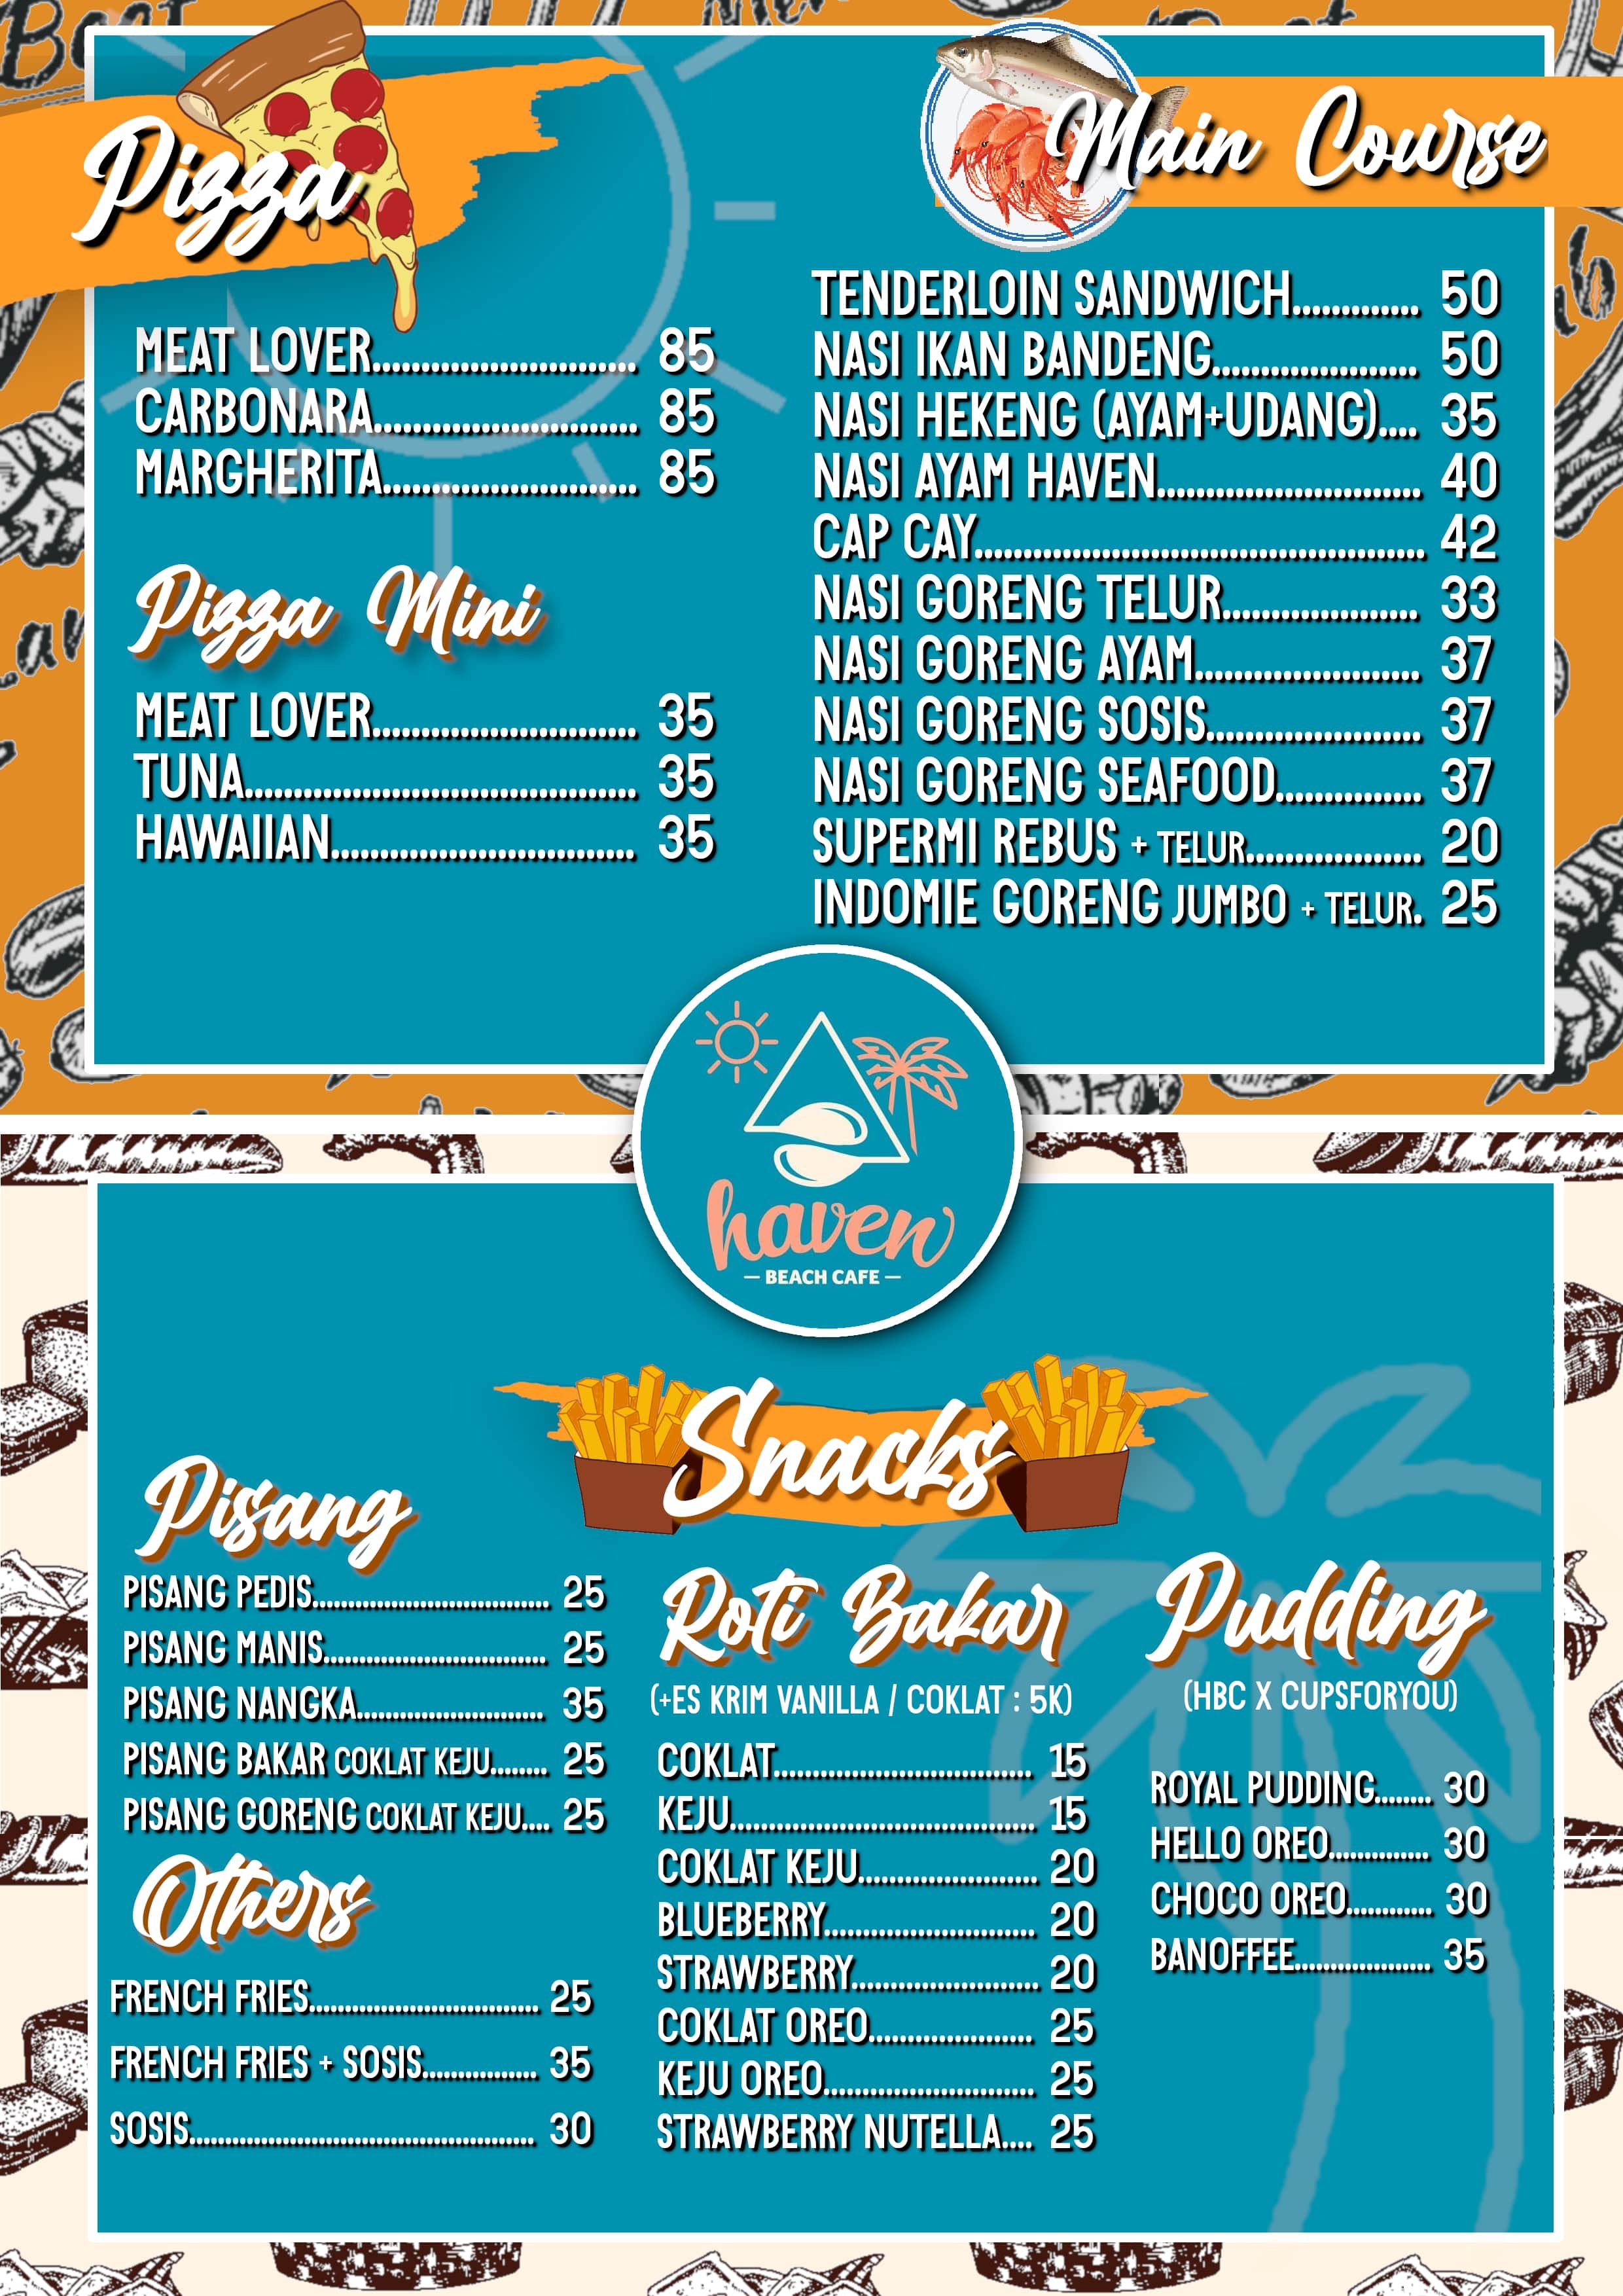 Pizza
MEAT LOVER........................... 85
CARBONARA........................... 85
MARGHERITA.......................... 85
Pizza Mini
MEAT LOVER........................... 35
TUNA........................................ 35
HAWAIIAN............................... 35
Main Course
TENDERLOIN SANDWICH............. 50
NASI IKAN BANDENG..................... 50
NASI HEKENG (AYAM+UDANG).... 35
NASI AYAM HAVEN........................... 40
CAP CAY.............................................. 42
NASI GORENG TELUR.................... 33
NASI GORENG AYAM....................... 37
NASI GORENG SOSIS...................... 37
NASI GORENG SEAFOOD............... 37
SUPERMI REBUS + TELUR.................. 20
INDOMIE GORENG JUMBO + TELUR. 25
haven
– BEACH CAFE –
Snacks
Pisang
PISANG PEDIS....................................... 25
PISANG MANIS..................................... 25
PISANG NANGKA............................... 35
PISANG BAKAR COKLAT KEJU......... 25
PISANG GORENG COKLAT KEJU.... 25
Others
FRENCH FRIES...................................... 25
FRENCH FRIES + SOSIS................... 35
SOSIS......................................................... 30
Roti Bakar
(+ES KRIM VANILLA / COKLAT : 5K)
COKLAT.......................................... 15
KEJU.................................................. 15
COKLAT KEJU............................. 20
BLUEBERRY................................... 20
STRAWBERRY............................... 20
COKLAT OREO........................... 25
KEJU OREO................................... 25
STRAWBERRY NUTELLA.... 25
Pudding
(HBC X CUPSFORYOU)
ROYAL PUDDING......... 30
HELLO OREO................ 30
CHOCO OREO.............. 30
BANOFFEE....................... 35